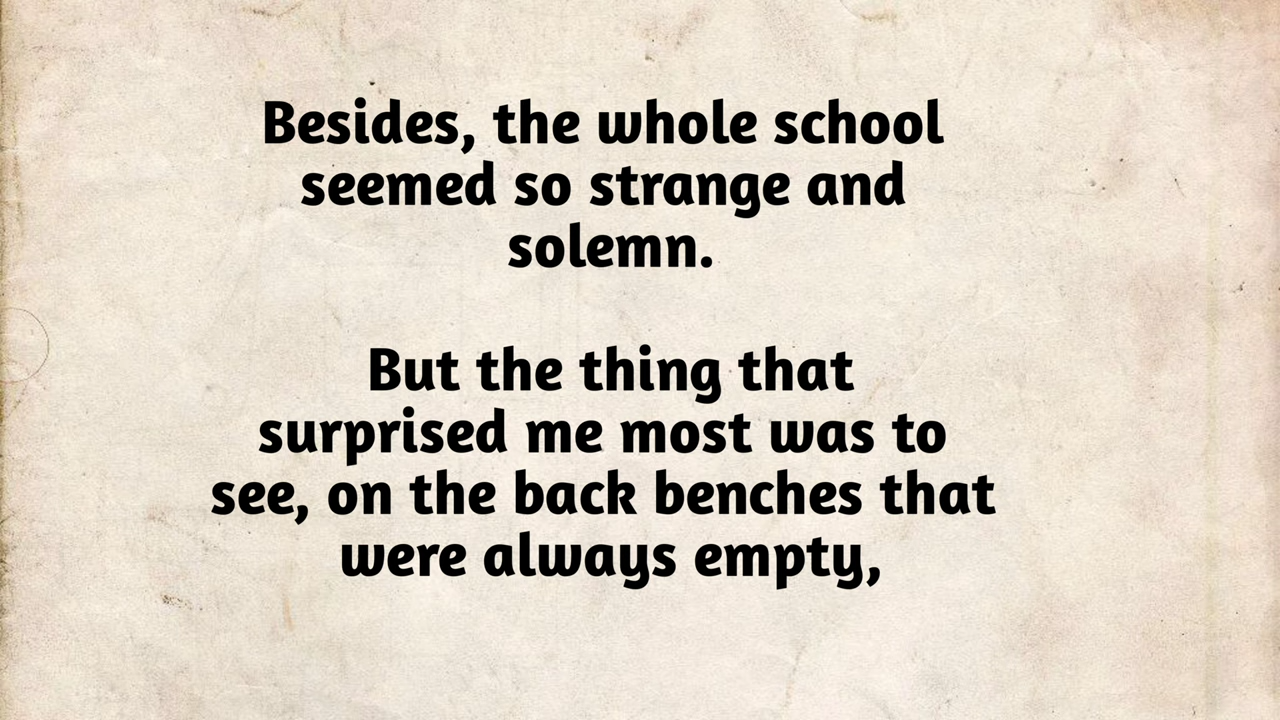 Besides, the whole school
seemed so strange and
solemn.
But the thing that
surprised me most was to
see, on the back benches that
were always empty,